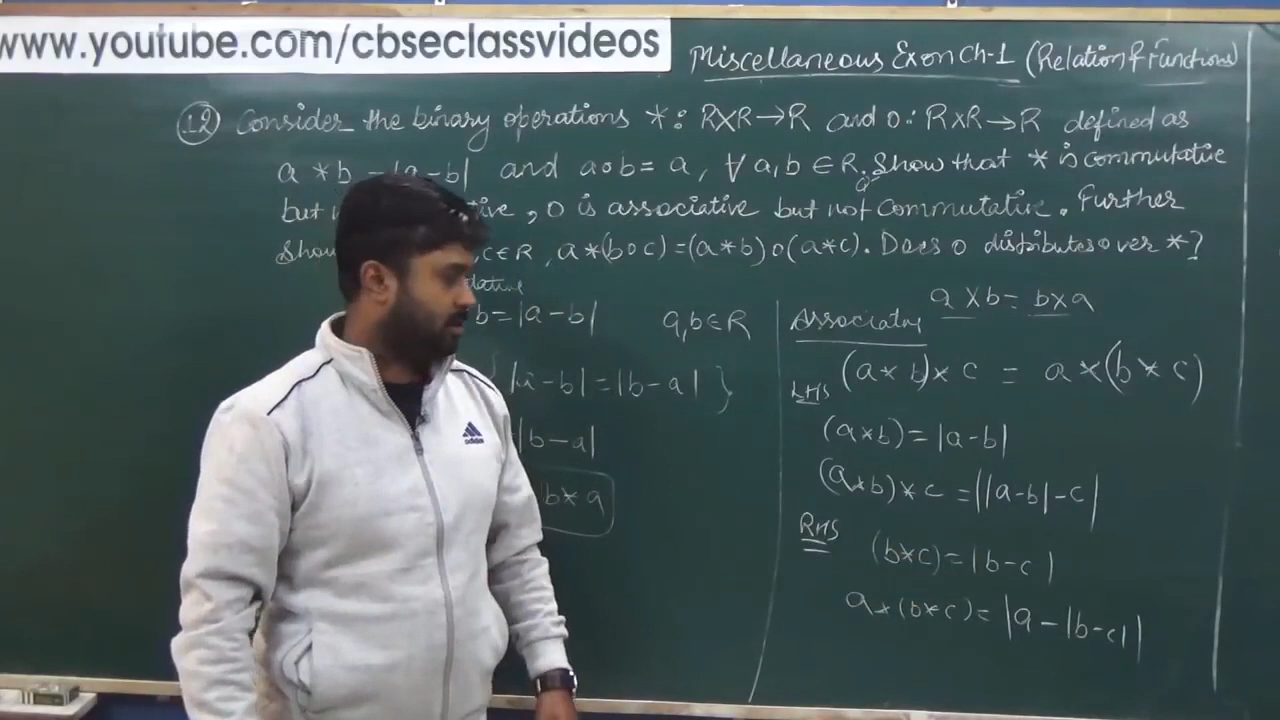 www.youtube.com/cbseclassvideos
Miscellaneous Ex on Ch-1 (Relation & Functions)
12 Consider the binary operations *: R×R→R and o: R×R→R defined as
a * b = |a-b| and aob = a, ∀ a,b ∈ R. Show that * is commutative
but, o is associative but not commutative. Further
Show c∈R, a*(boc)=(a*b)o(a*c). Does o distributes over *?
b=|a-b| a,b∈R
{|a-b|=|b-a|}
|b-a|
b*a
a×b=b×a
Associative
(a*b)*c = a*(b*c)
LHS
(a*b)=|a-b|
(a*b)*c=||a-b|-c|
RHS
(b*c)=|b-c|
a*(b*c)=|a-|b-c||
adidas